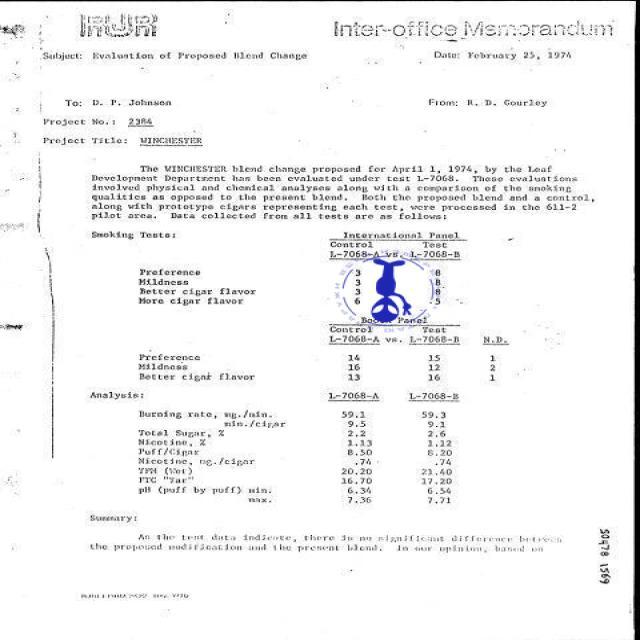 RJR Inter-office Memorandum
Subject: Evaluation of Proposed Blend Change Date: February 25, 1974
To: D. P. Johnson From: R. D. Gourley
Project No.: 2384
Project Title: WINCHESTER
The WINCHESTER blend change proposed for April 1, 1974, by the Leaf
Development Department has been evaluated under test L-7068. These evaluations
involved physical and chemical analyses along with a comparison of the smoking
qualities as opposed to the present blend. Both the proposed blend and a control,
along with prototype cigars representing each test, were processed in the 611-2
pilot area. Data collected from all tests are as follows:
Smoking Tests: International Panel
Control Test
L-7068-A vs. L-7068-B
Preference 3 8
Mildness 3 8
Better cigar flavor 3 8
More cigar flavor 6 5
Booth Panel
Control Test
L-7068-A vs. L-7068-B N.D.
Preference 14 15 1
Mildness 16 12 2
Better cigar flavor 13 16 1
Analysis: L-7068-A L-7068-B
Burning rate, mg./min. 59.1 59.3
min./cigar 9.5 9.1
Total Sugar, % 2.2 2.6
Nicotine, % 1.13 1.12
Puff/Cigar 8.50 8.20
Nicotine, mg./cigar .74 .74
TPM (Wet) 20.20 21.40
FTC "Tar" 16.70 17.20
pH (puff by puff) min. 6.34 6.54
max. 7.36 7.71
Summary:
As the test data indicate, there is no significant difference between
the proposed modification and the present blend. In our opinion, based on
50478 1569